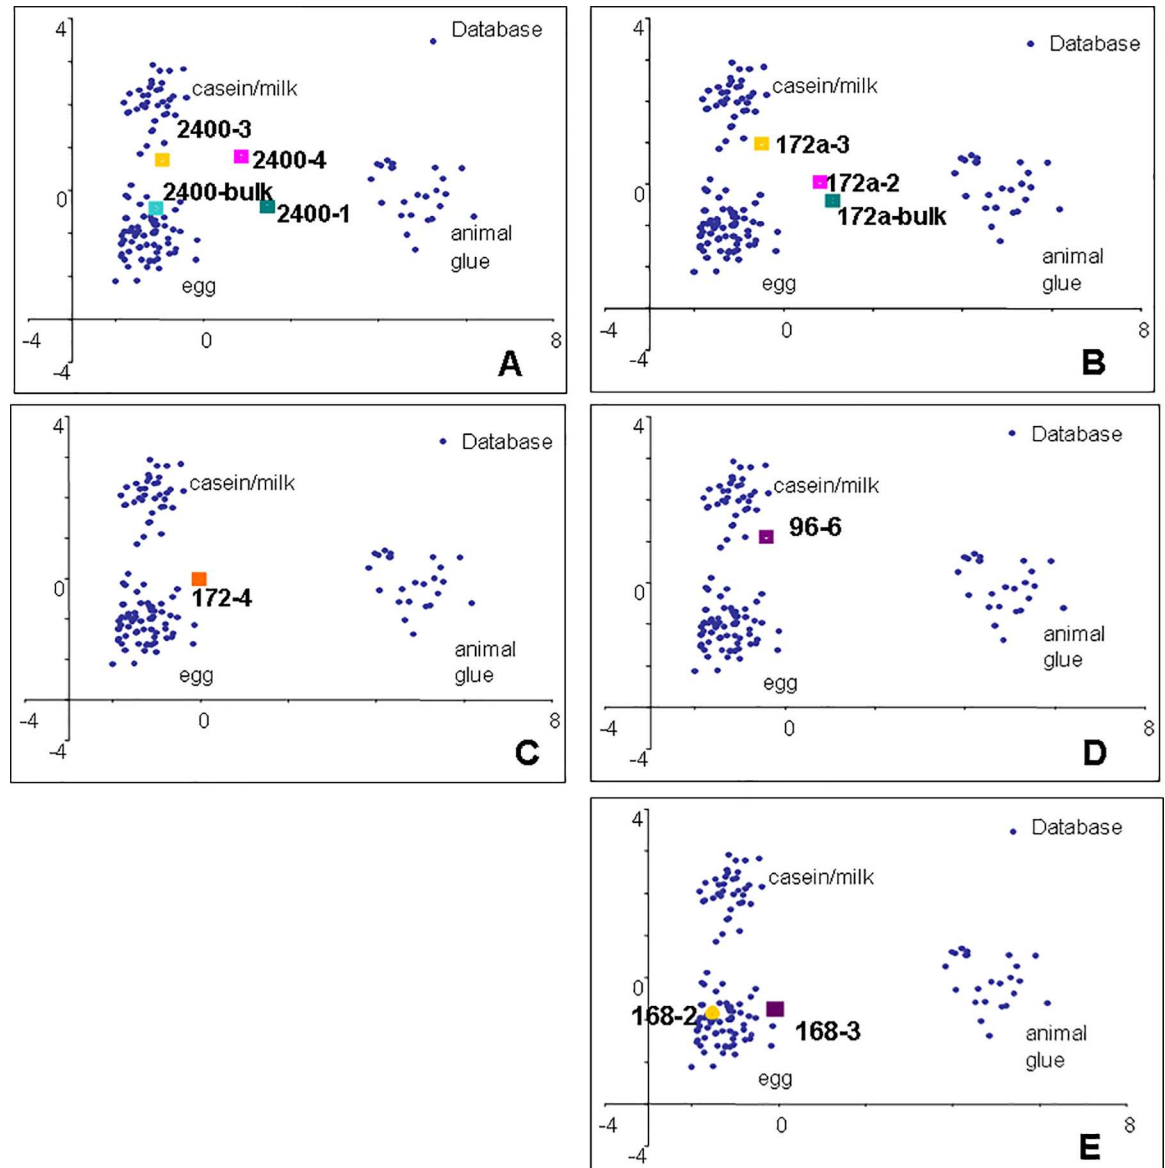 4
Database
casein/milk
2400-3
2400-4
2400-bulk
0
2400-1
animal
glue
egg
-4
0
8
-4
A
4
Database
casein/milk
172a-3
0
172a-2
172a-bulk
animal
glue
egg
-4
0
8
-4
B
4
Database
casein/milk
0
172-4
animal
glue
egg
-4
0
8
-4
C
4
Database
casein/milk
96-6
0
animal
glue
egg
-4
0
8
-4
D
4
Database
casein/milk
0
168-2
168-3
animal
glue
egg
-4
0
8
-4
E